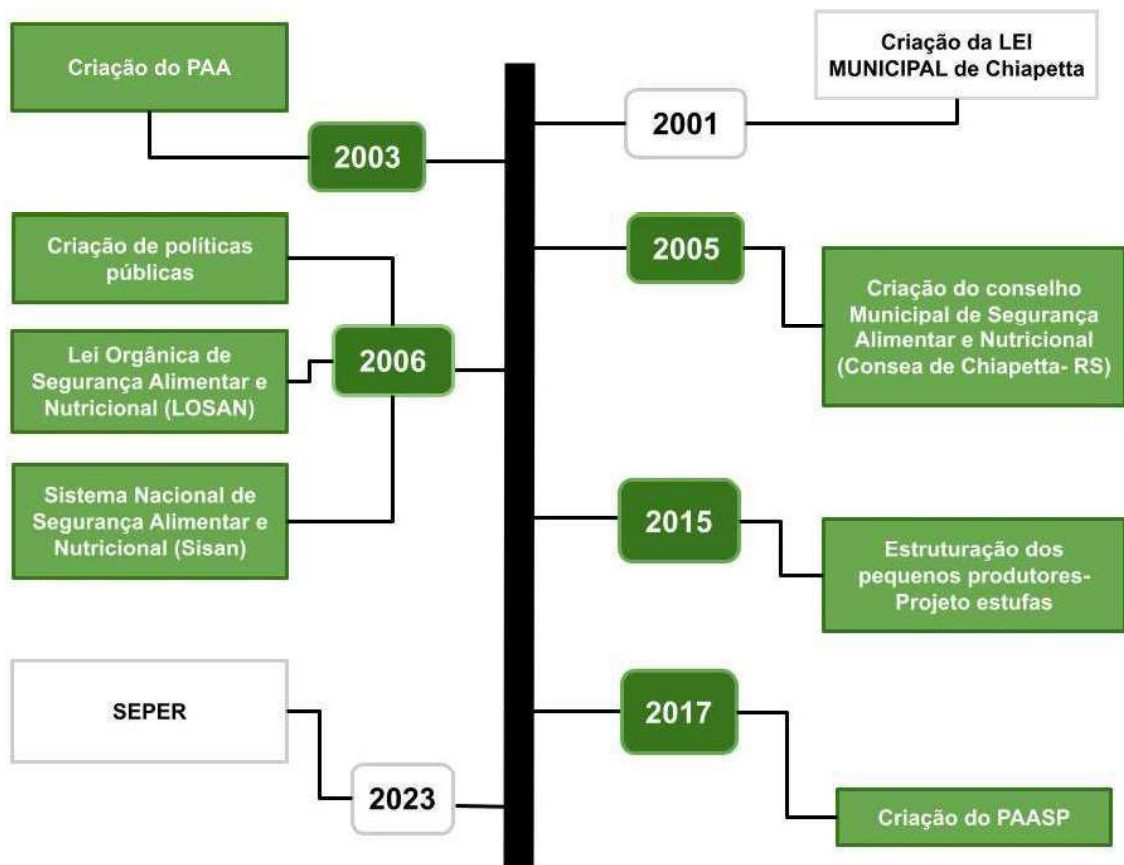 Criação do PAA
2003
Criação da LEI
MUNICIPAL de Chiapetta
2001
Criação de políticas
públicas
Lei Orgânica de
Segurança Alimentar e
Nutricional (LOSAN)
Sistema Nacional de
Segurança Alimentar e
Nutricional (Sisan)
2006
2005
Criação do conselho
Municipal de Segurança
Alimentar e Nutricional
(Consea de Chiapetta- RS)
2015
Estruturação dos
pequenos produtores-
Projeto estufas
SEPER
2023
2017
Criação do PAASP